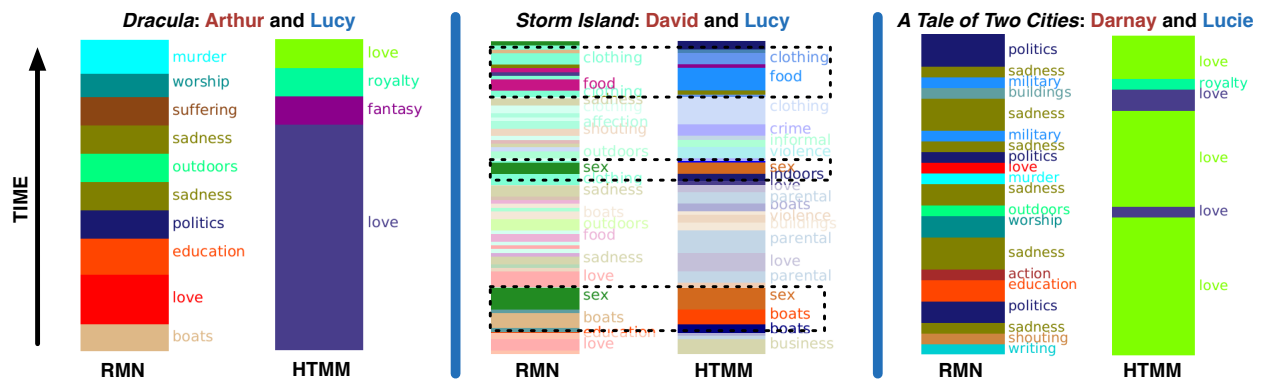 Dracula: Arthur and Lucy
murder
worship
suffering
sadness
outdoors
sadness
politics
education
love
boats
RMN
love
royalty
fantasy
love
HTMM
TIME
Storm Island: David and Lucy
clothing
food
clothing
sadness
affection
shouting
outdoors
sex
clothing
sadness
boats
outdoors
food
sadness
love
sex
boats
education
love
RMN
clothing
food
clothing
crime
informal
violence
sex
indoors
love
parental
boats
violence
buildings
parental
love
parental
sex
boats
boats
business
HTMM
A Tale of Two Cities: Darnay and Lucie
politics
sadness
military
buildings
sadness
military
sadness
politics
love
murder
sadness
outdoors
worship
sadness
action
education
politics
sadness
shouting
writing
RMN
love
royalty
love
love
love
love
HTMM